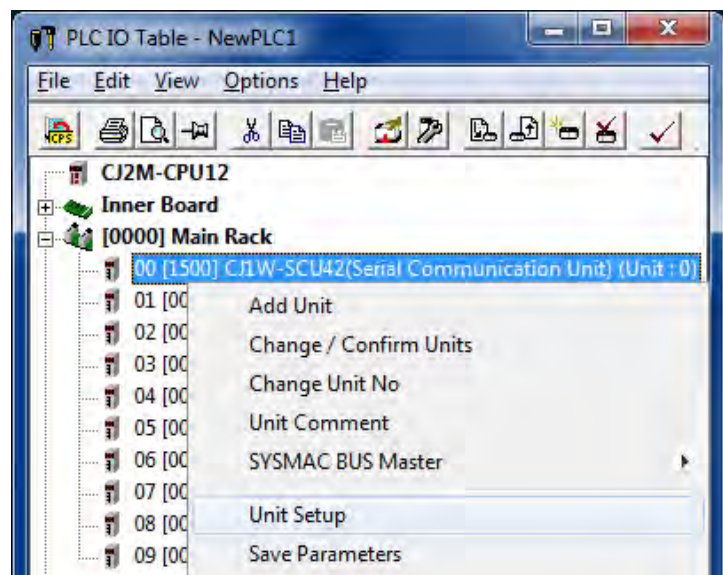 PLC IO Table - NewPLC1
File Edit View Options Help
CPS
CJ2M-CPU12
Inner Board
[0000] Main Rack
00 [1500] CJ1W-SCU42(Serial Communication Unit) (Unit : 0)
01 [00
Add Unit
02 [00
Change / Confirm Units
03 [00
Change Unit No
04 [00
05 [00
Unit Comment
06 [00
SYSMAC BUS Master
07 [00
08 [00
Unit Setup
09 [00
Save Parameters